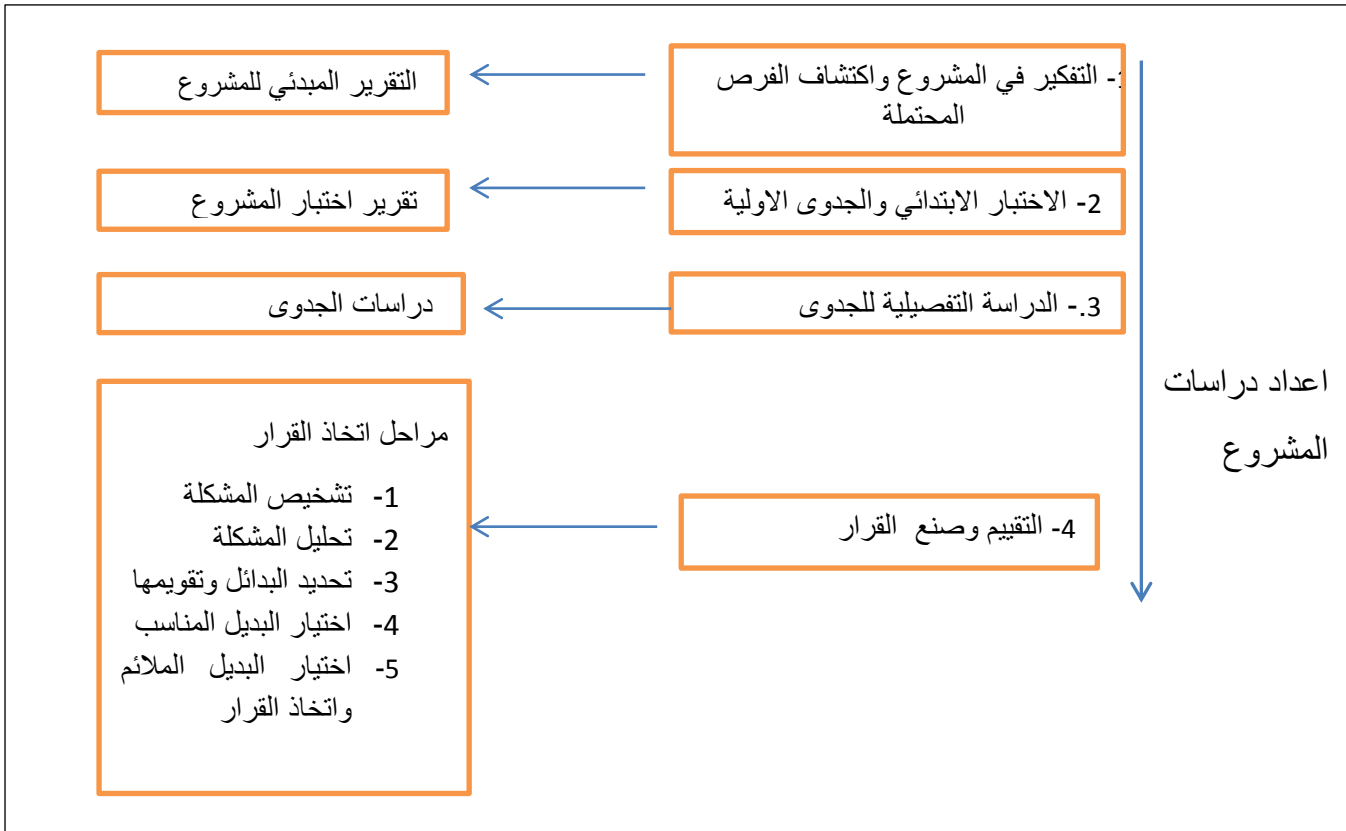 1- التفكير في المشروع واكتشاف الفرص
المحتملة
التقرير المبدئي للمشروع
2- الاختبار الابتدائي والجدوى الاولية
تقرير اختبار المشروع
3.- الدراسة التفصيلية للجدوى
دراسات الجدوى
4- التقييم وصنع القرار
مراحل اتخاذ القرار
1- تشخيص المشكلة
2- تحليل المشكلة
3- تحديد البدائل وتقويمها
4- اختيار البديل المناسب
5- اختيار البديل الملائم
واتخاذ القرار
اعداد دراسات
المشروع